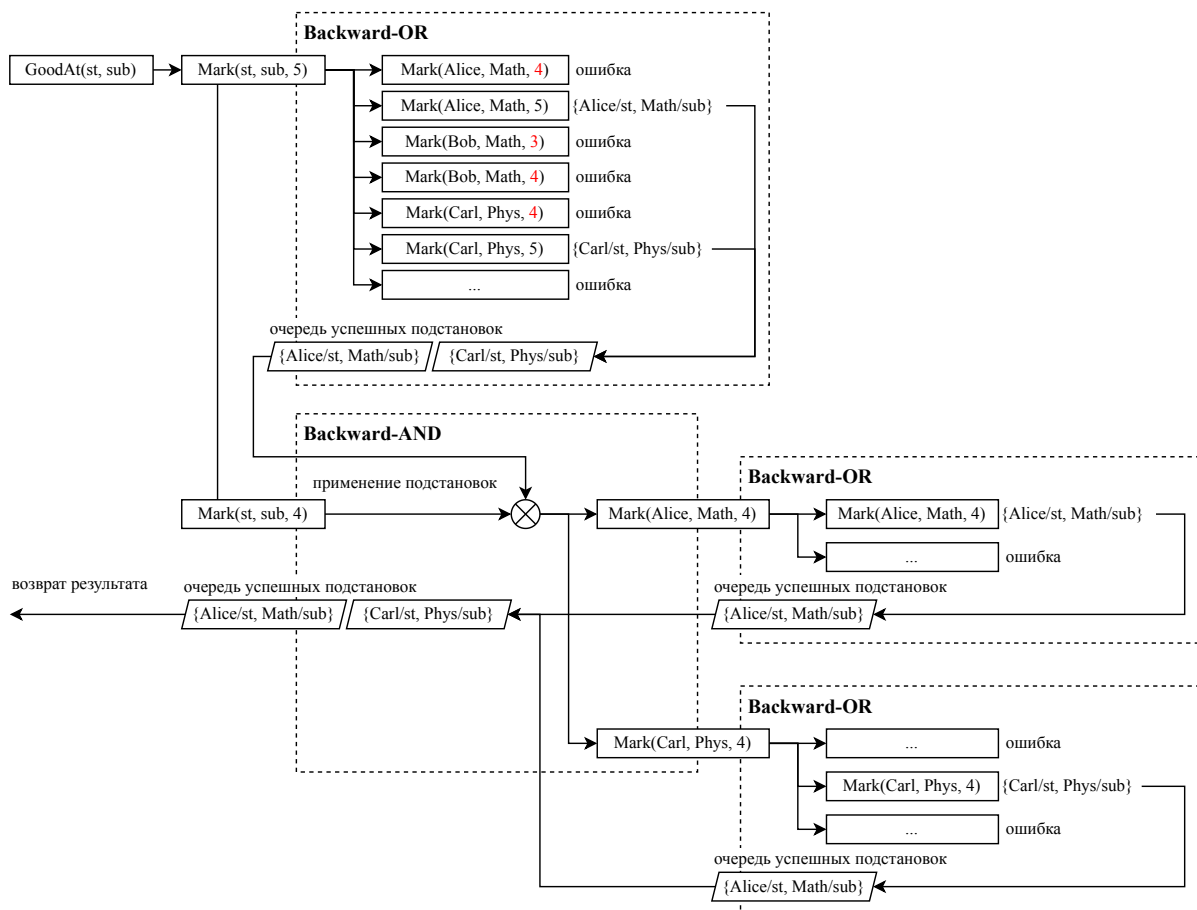 Backward-OR
GoodAt(st, sub)
Mark(st, sub, 5)
Mark(Alice, Math, 4) ошибка
Mark(Alice, Math, 5) {Alice/st, Math/sub}
Mark(Bob, Math, 3) ошибка
Mark(Bob, Math, 4) ошибка
Mark(Carl, Phys, 4) ошибка
Mark(Carl, Phys, 5) {Carl/st, Phys/sub}
... ошибка
очередь успешных подстановок
{Alice/st, Math/sub} {Carl/st, Phys/sub}
Backward-AND
применение подстановок
Mark(st, sub, 4)
Mark(Alice, Math, 4)
Backward-OR
Mark(Alice, Math, 4) {Alice/st, Math/sub}
... ошибка
очередь успешных подстановок
{Alice/st, Math/sub}
возврат результата
очередь успешных подстановок
{Alice/st, Math/sub} {Carl/st, Phys/sub}
Mark(Carl, Phys, 4)
Backward-OR
... ошибка
Mark(Carl, Phys, 4) {Carl/st, Phys/sub}
... ошибка
очередь успешных подстановок
{Alice/st, Math/sub}